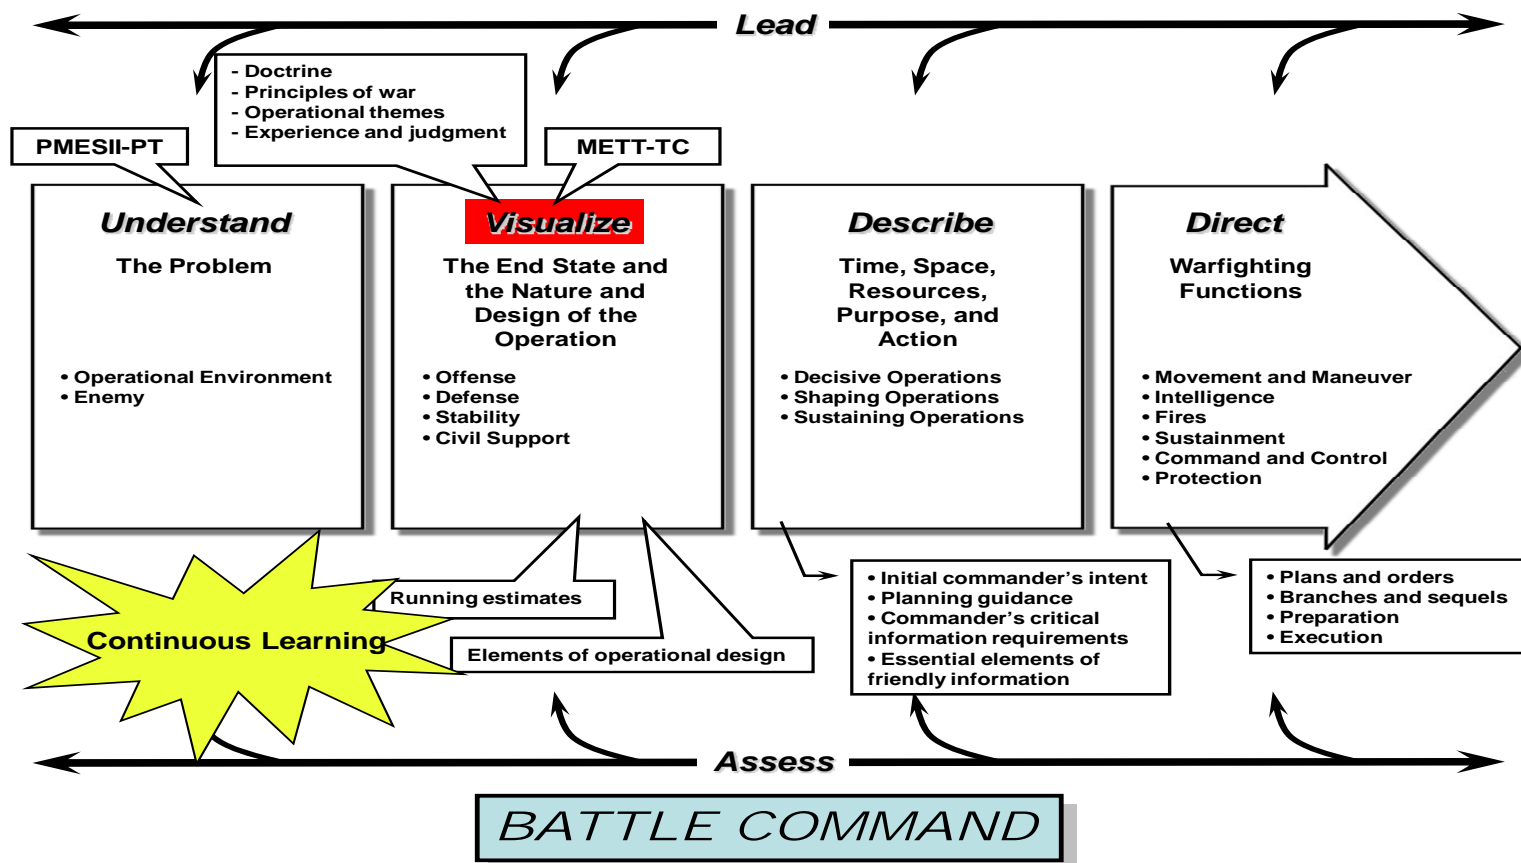 Lead
- Doctrine
- Principles of war
- Operational themes
- Experience and judgment
PMESII-PT
METT-TC
Understand
The Problem
• Operational Environment
• Enemy
Visualize
The End State and
the Nature and
Design of the
Operation
• Offense
• Defense
• Stability
• Civil Support
Describe
Time, Space,
Resources,
Purpose, and
Action
• Decisive Operations
• Shaping Operations
• Sustaining Operations
Direct
Warfighting
Functions
• Movement and Maneuver
• Intelligence
• Fires
• Sustainment
• Command and Control
• Protection
Continuous Learning
Running estimates
Elements of operational design
• Initial commander’s intent
• Planning guidance
• Commander’s critical
information requirements
• Essential elements of
friendly information
• Plans and orders
• Branches and sequels
• Preparation
• Execution
Assess
BATTLE COMMAND